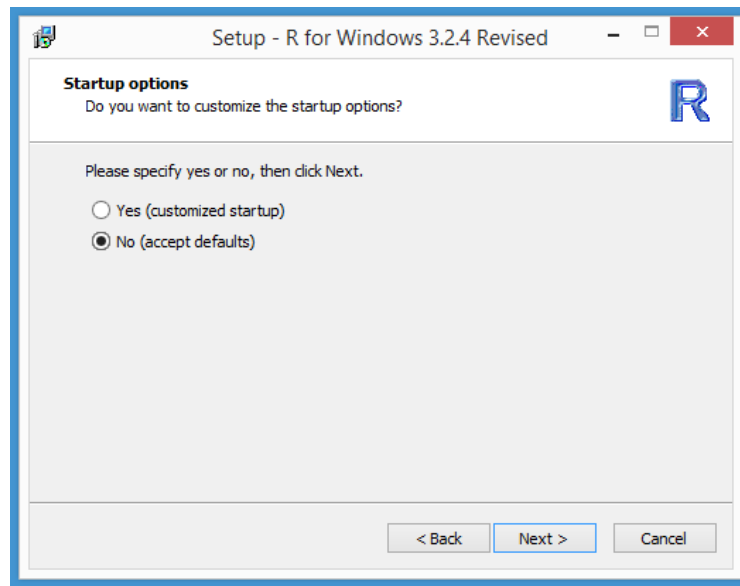 Setup - R for Windows 3.2.4 Revised
Startup options
Do you want to customize the startup options?
R
Please specify yes or no, then click Next.
Yes (customized startup)
No (accept defaults)
< Back Next > Cancel